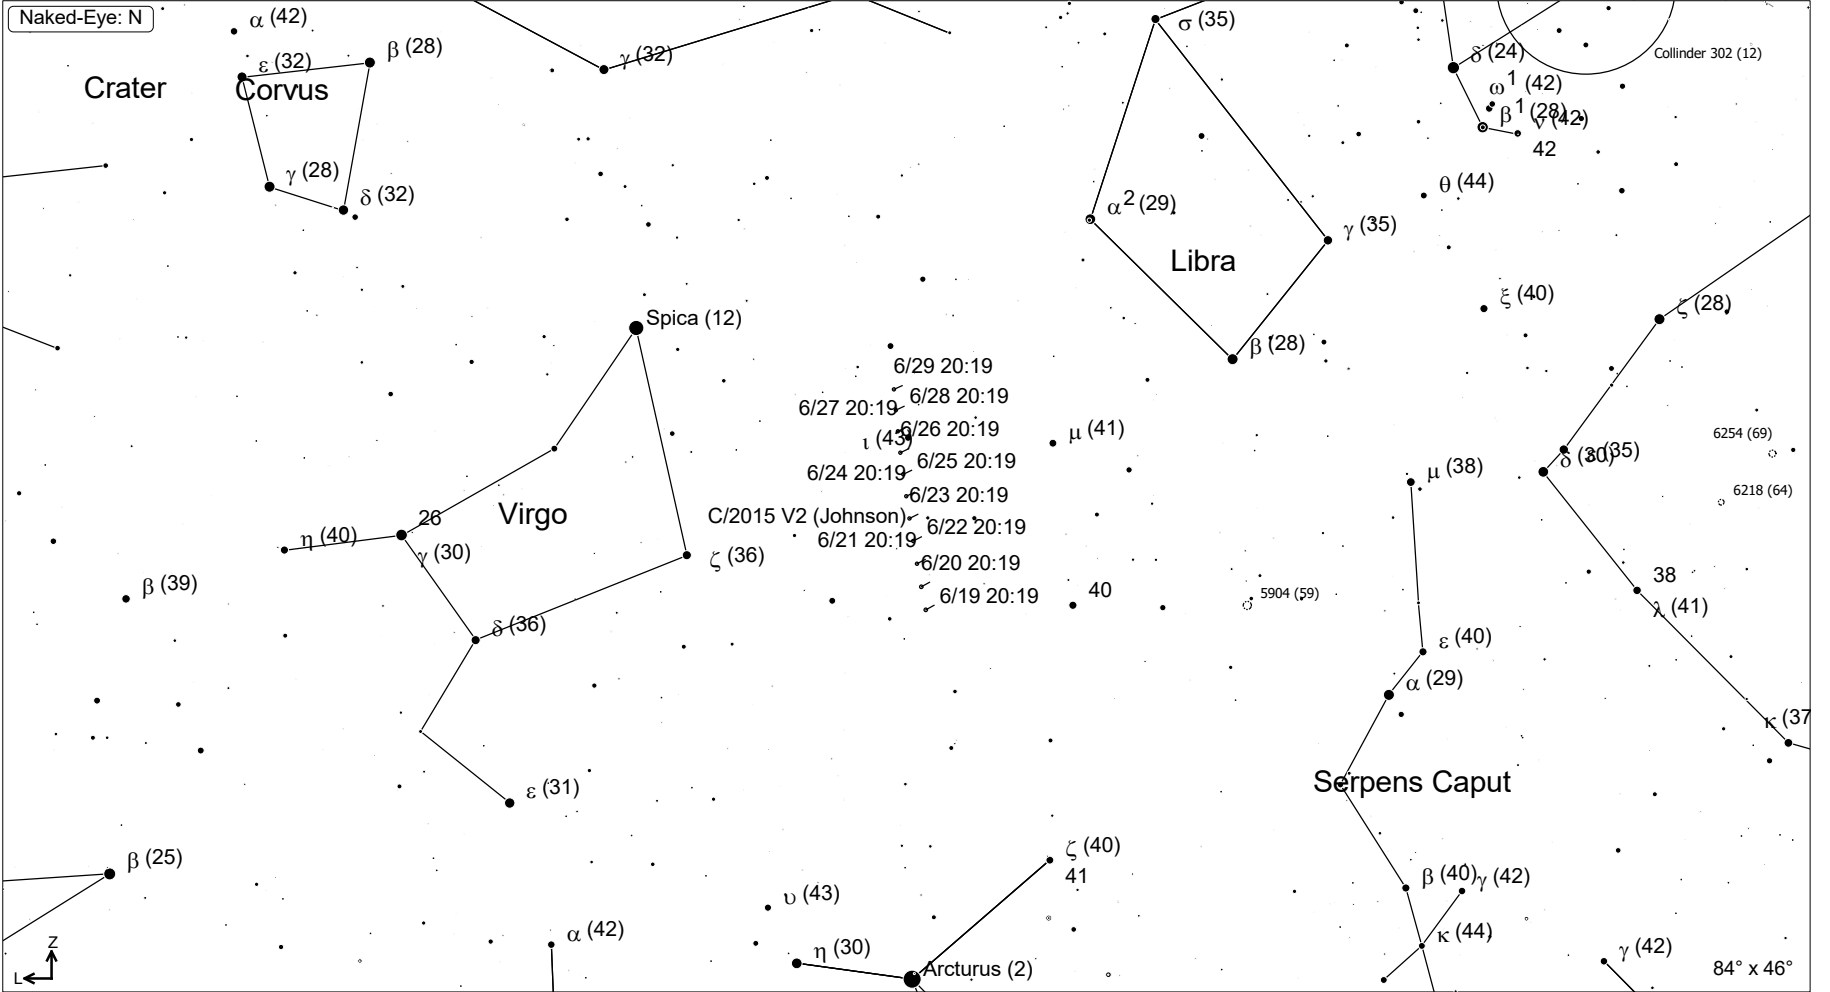 Naked-Eye: N
α (42)
β (28)
ε (32)
Crater
Corvus
γ (28)
δ (32)
γ (32)
σ (35)
δ (24)
Collinder 302 (12)
ω¹ (42)
β¹ (28)
ν (42)
42
θ (44)
α² (29)
γ (35)
Libra
ξ (40)
ζ (28)
β (28)
Spica (12)
6/29 20:19
6/28 20:19
6/27 20:19
6/26 20:19
ι (43)
μ (41)
6/25 20:19
6/24 20:19
6/23 20:19
C/2015 V2 (Johnson)
6/22 20:19
6/21 20:19
6/20 20:19
6/19 20:19
6254 (69)
δ (30)
ε (35)
μ (38)
6218 (64)
26
Virgo
η (40)
γ (30)
ζ (36)
β (39)
40
5904 (59)
38
λ (41)
δ (36)
ε (40)
α (29)
κ (37
Serpens Caput
ε (31)
β (25)
ζ (40)
41
β (40)
γ (42)
υ (43)
α (42)
η (30)
κ (44)
γ (42)
Arcturus (2)
Z
L
84° x 46°